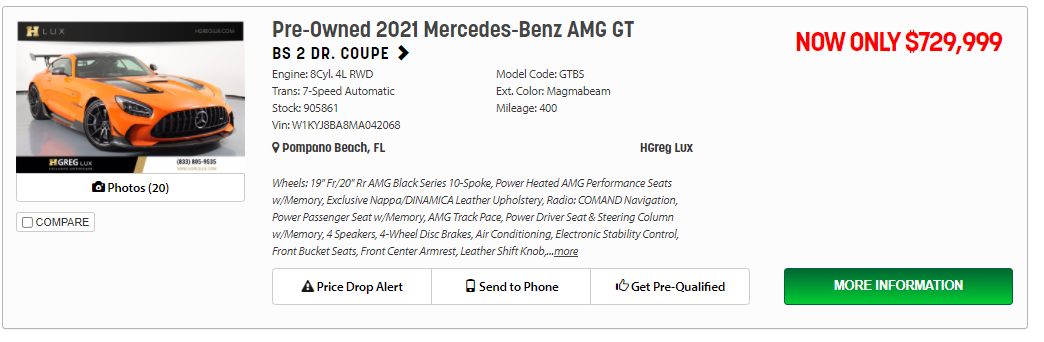 H LUX
HGREGLUX.COM
HGREG LUX
(833) 805-9535
Photos (20)
COMPARE
Pre-Owned 2021 Mercedes-Benz AMG GT
BS 2 DR. COUPE
Engine: 8Cyl. 4L RWD
Model Code: GTBS
Trans: 7-Speed Automatic
Ext. Color: Magmabeam
Stock: 905861
Mileage: 400
Vin: W1KYJ8BA8MA042068
Pompano Beach, FL
HGreg Lux
NOW ONLY $729,999
Wheels: 19" Fr/20" Rr AMG Black Series 10-Spoke, Power Heated AMG Performance Seats
w/Memory, Exclusive Nappa/DINAMICA Leather Upholstery, Radio: COMAND Navigation,
Power Passenger Seat w/Memory, AMG Track Pace, Power Driver Seat & Steering Column
w/Memory, 4 Speakers, 4-Wheel Disc Brakes, Air Conditioning, Electronic Stability Control,
Front Bucket Seats, Front Center Armrest, Leather Shift Knob,...more
Price Drop Alert
Send to Phone
Get Pre-Qualified
MORE INFORMATION